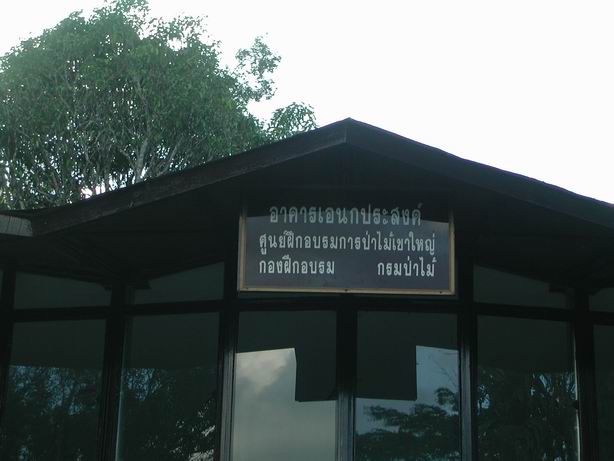 อาคารเอนกประสงค์
ศูนย์ฝึกอบรมการป่าไม้เขาใหญ่
กองฝึกอบรม กรมป่าไม้